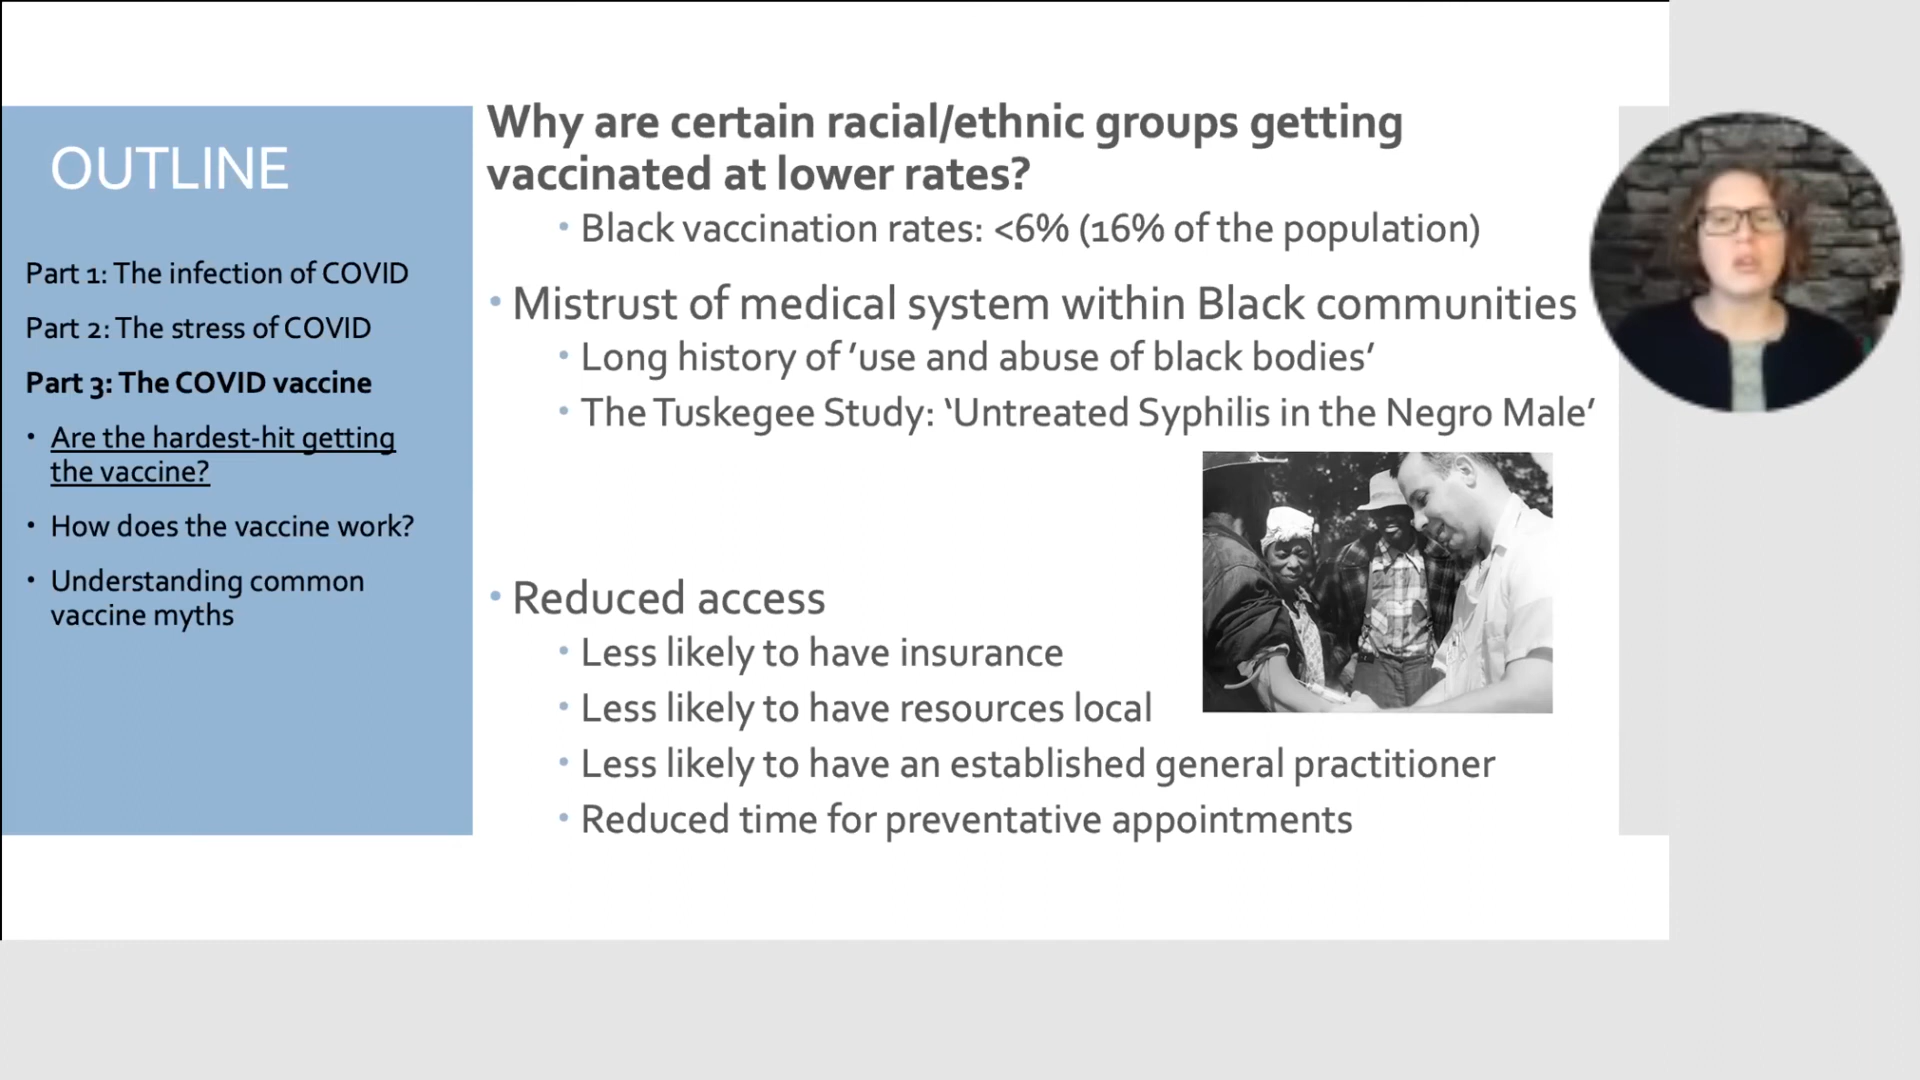 OUTLINE
Part 1: The infection of COVID
Part 2: The stress of COVID
Part 3: The COVID vaccine
• Are the hardest-hit getting
the vaccine?
• How does the vaccine work?
• Understanding common
vaccine myths
Why are certain racial/ethnic groups getting
vaccinated at lower rates?
• Black vaccination rates: <6% (16% of the population)
• Mistrust of medical system within Black communities
• Long history of ’use and abuse of black bodies’
• The Tuskegee Study: ‘Untreated Syphilis in the Negro Male’
• Reduced access
• Less likely to have insurance
• Less likely to have resources local
• Less likely to have an established general practitioner
• Reduced time for preventative appointments